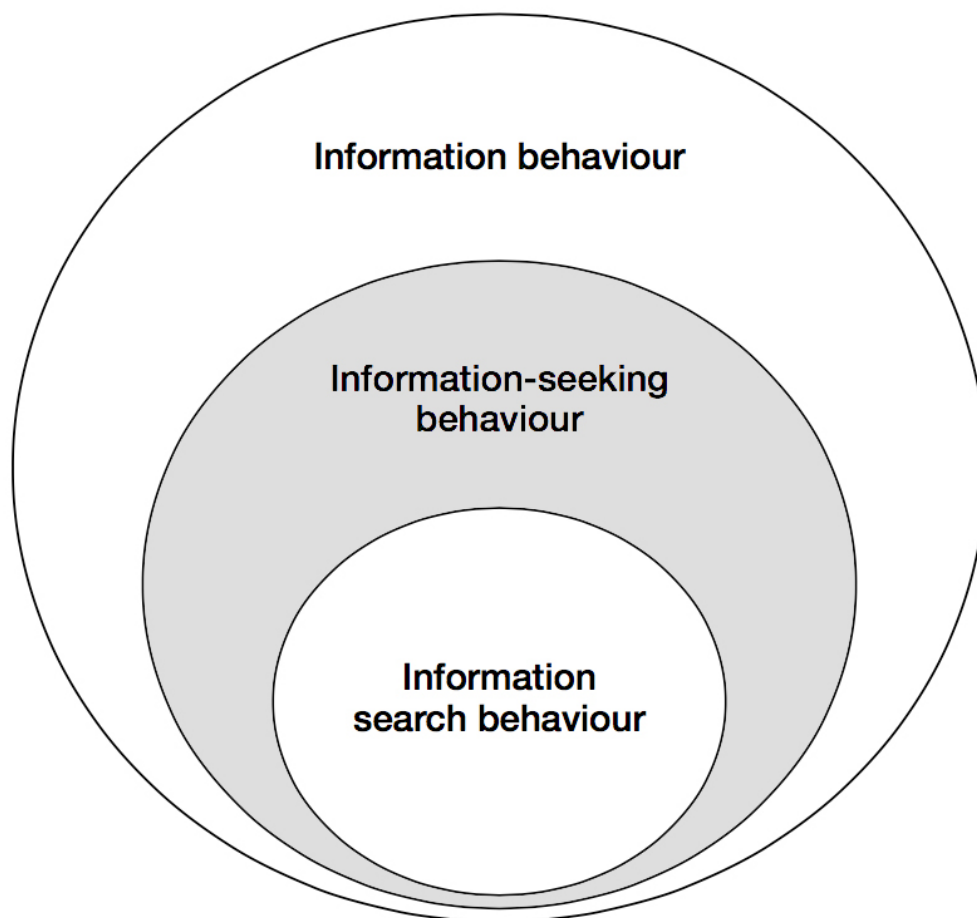 Information behaviour
Information-seeking
behaviour
Information
search behaviour